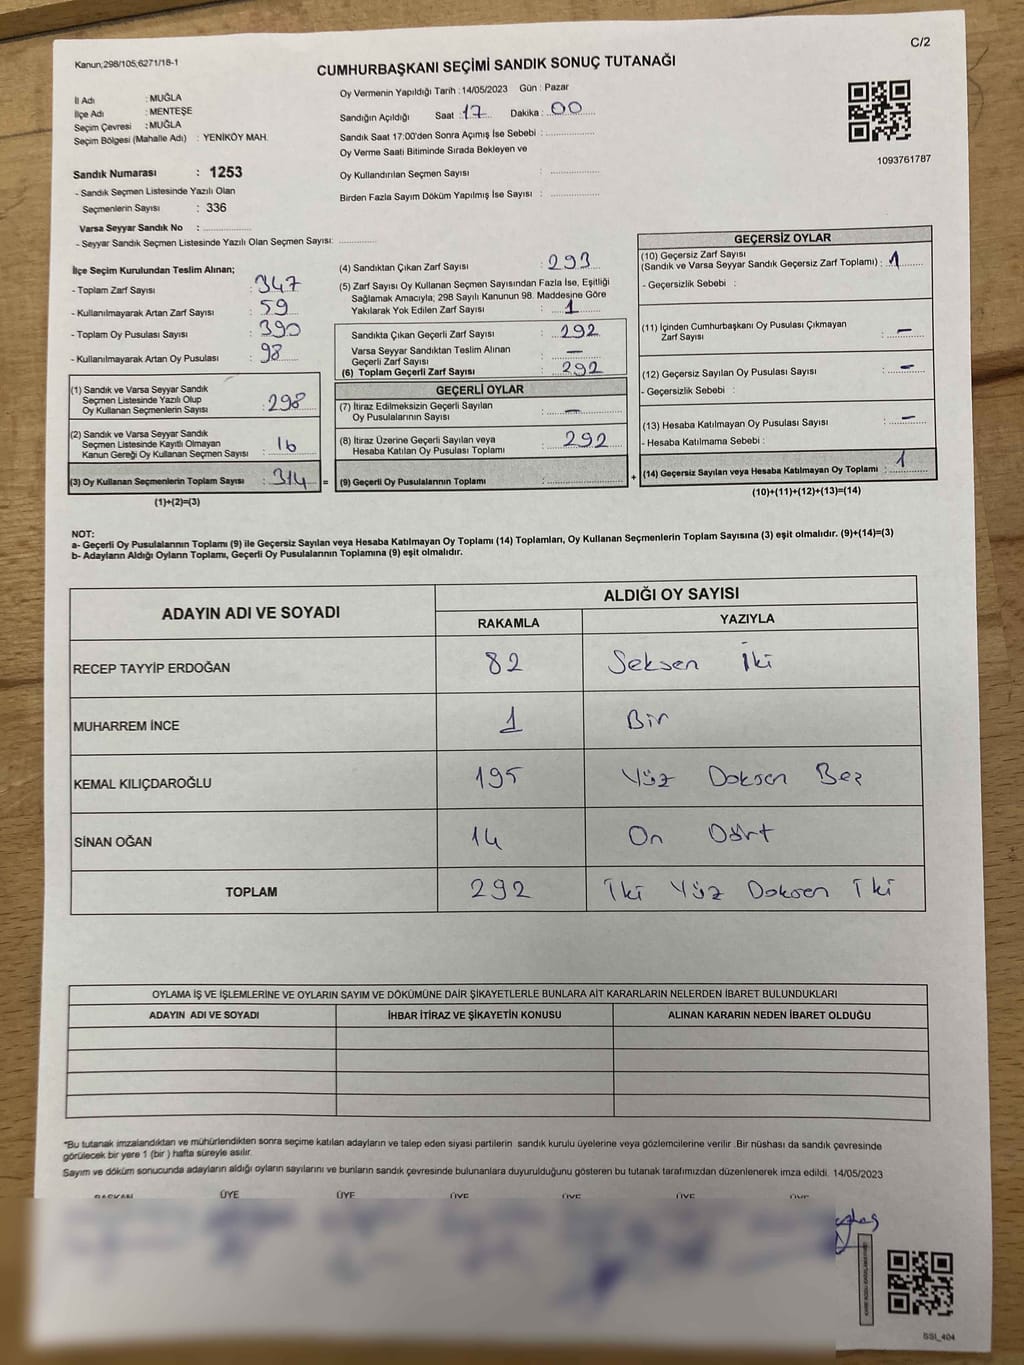 C/2
Kanun;298/105;6271/18-1
CUMHURBAŞKANI SEÇİMİ SANDIK SONUÇ TUTANAĞI
İl Adı : MUĞLA
İlçe Adı : MENTEŞE
Seçim Çevresi : MUĞLA
Seçim Bölgesi (Mahalle Adı) : YENİKÖY MAH.
Sandık Numarası : 1253
- Sandık Seçmen Listesinde Yazılı Olan
Seçmenlerin Sayısı : 336
Varsa Seyyar Sandık No :
- Seyyar Sandık Seçmen Listesinde Yazılı Olan Seçmen Sayısı:
Oy Vermenin Yapıldığı Tarih : 14/05/2023 Gün : Pazar
Sandığın Açıldığı Saat : 17 Dakika : 00
Sandık Saat 17:00'den Sonra Açımış İse Sebebi :
Oy Verme Saati Bitiminde Sırada Bekleyen ve
Oy Kullandırılan Seçmen Sayısı :
Birden Fazla Sayım Döküm Yapılmış İse Sayısı :
1093761787
İlçe Seçim Kurulundan Teslim Alınan;
- Toplam Zarf Sayısı : 347
- Kullanılmayarak Artan Zarf Sayısı : 59
- Toplam Oy Pusulası Sayısı : 390
- Kullanılmayarak Artan Oy Pusulası : 98
(1) Sandık ve Varsa Seyyar Sandık
Seçmen Listesinde Yazılı Olup
Oy Kullanan Seçmenlerin Sayısı : 298
(2) Sandık ve Varsa Seyyar Sandık
Seçmen Listesinde Kayıtlı Olmayan
Kanun Gereği Oy Kullanan Seçmen Sayısı : 16
(3) Oy Kullanan Seçmenlerin Toplam Sayısı : 314 =
(1)+(2)=(3)
(4) Sandıktan Çıkan Zarf Sayısı : 293
(5) Zarf Sayısı Oy Kullanan Seçmen Sayısından Fazla İse, Eşitliği
Sağlamak Amacıyla; 298 Sayılı Kanunun 98. Maddesine Göre
Yakılarak Yok Edilen Zarf Sayısı : 1
Sandıkta Çıkan Geçerli Zarf Sayısı : 292
Varsa Seyyar Sandıktan Teslim Alınan
Geçerli Zarf Sayısı : —
(6) Toplam Geçerli Zarf Sayısı : 292
GEÇERLİ OYLAR
(7) İtiraz Edilmeksizin Geçerli Sayılan
Oy Pusulalarının Sayısı : —
(8) İtiraz Üzerine Geçerli Sayılan veya
Hesaba Katılan Oy Pusulası Toplamı : 292
(9) Geçerli Oy Pusulalarının Toplamı : +
GEÇERSİZ OYLAR
(10) Geçersiz Zarf Sayısı
(Sandık ve Varsa Seyyar Sandık Geçersiz Zarf Toplamı) : 1
- Geçersizlik Sebebi :
(11) İçinden Cumhurbaşkanı Oy Pusulası Çıkmayan
Zarf Sayısı : —
(12) Geçersiz Sayılan Oy Pusulası Sayısı : —
- Geçersizlik Sebebi :
(13) Hesaba Katılmayan Oy Pusulası Sayısı : —
- Hesaba Katılmama Sebebi :
(14) Geçersiz Sayılan veya Hesaba Katılmayan Oy Toplamı : 1
(10)+(11)+(12)+(13)=(14)
NOT:
a- Geçerli Oy Pusulalarının Toplamı (9) ile Geçersiz Sayılan veya Hesaba Katılmayan Oy Toplamı (14) Toplamları, Oy Kullanan Seçmenlerin Toplam Sayısına (3) eşit olmalıdır. (9)+(14)=(3)
b- Adayların Aldığı Oyların Toplamı, Geçerli Oy Pusulalarının Toplamına (9) eşit olmalıdır.
ADAYIN ADI VE SOYADI
ALDIĞI OY SAYISI
RAKAMLA YAZIYLA
RECEP TAYYİP ERDOĞAN 82 Seksen İki
MUHARREM İNCE 1 Bir
KEMAL KILIÇDAROĞLU 195 Yüz Doksan Beş
SİNAN OĞAN 14 On Dört
TOPLAM 292 İki Yüz Doksan İki
OYLAMA İŞ VE İŞLEMLERİNE VE OYLARIN SAYIM VE DÖKÜMÜNE DAİR ŞİKAYETLERLE BUNLARA AİT KARARLARIN NELERDEN İBARET BULUNDUKLARI
ADAYIN ADI VE SOYADI İHBAR İTİRAZ VE ŞİKAYETİN KONUSU ALINAN KARARIN NEDEN İBARET OLDUĞU
*Bu tutanak imzalandıktan ve mühürlendikten sonra seçime katılan adayların ve talep eden siyasi partilerin sandık kurulu üyelerine veya gözlemcilerine verilir .Bir nüshası da sandık çevresinde
görülecek bir yere 1 (bir ) hafta süreyle asılır.
Sayım ve döküm sonucunda adayların aldığı oyların sayılarını ve bunların sandık çevresinde bulunanlara duyurulduğunu gösteren bu tutanak tarafımızdan düzenlenerek imza edildi. 14/05/2023
BAŞKAN ÜYE ÜYE ÜYE ÜYE ÜYE ÜYE
SSI_404